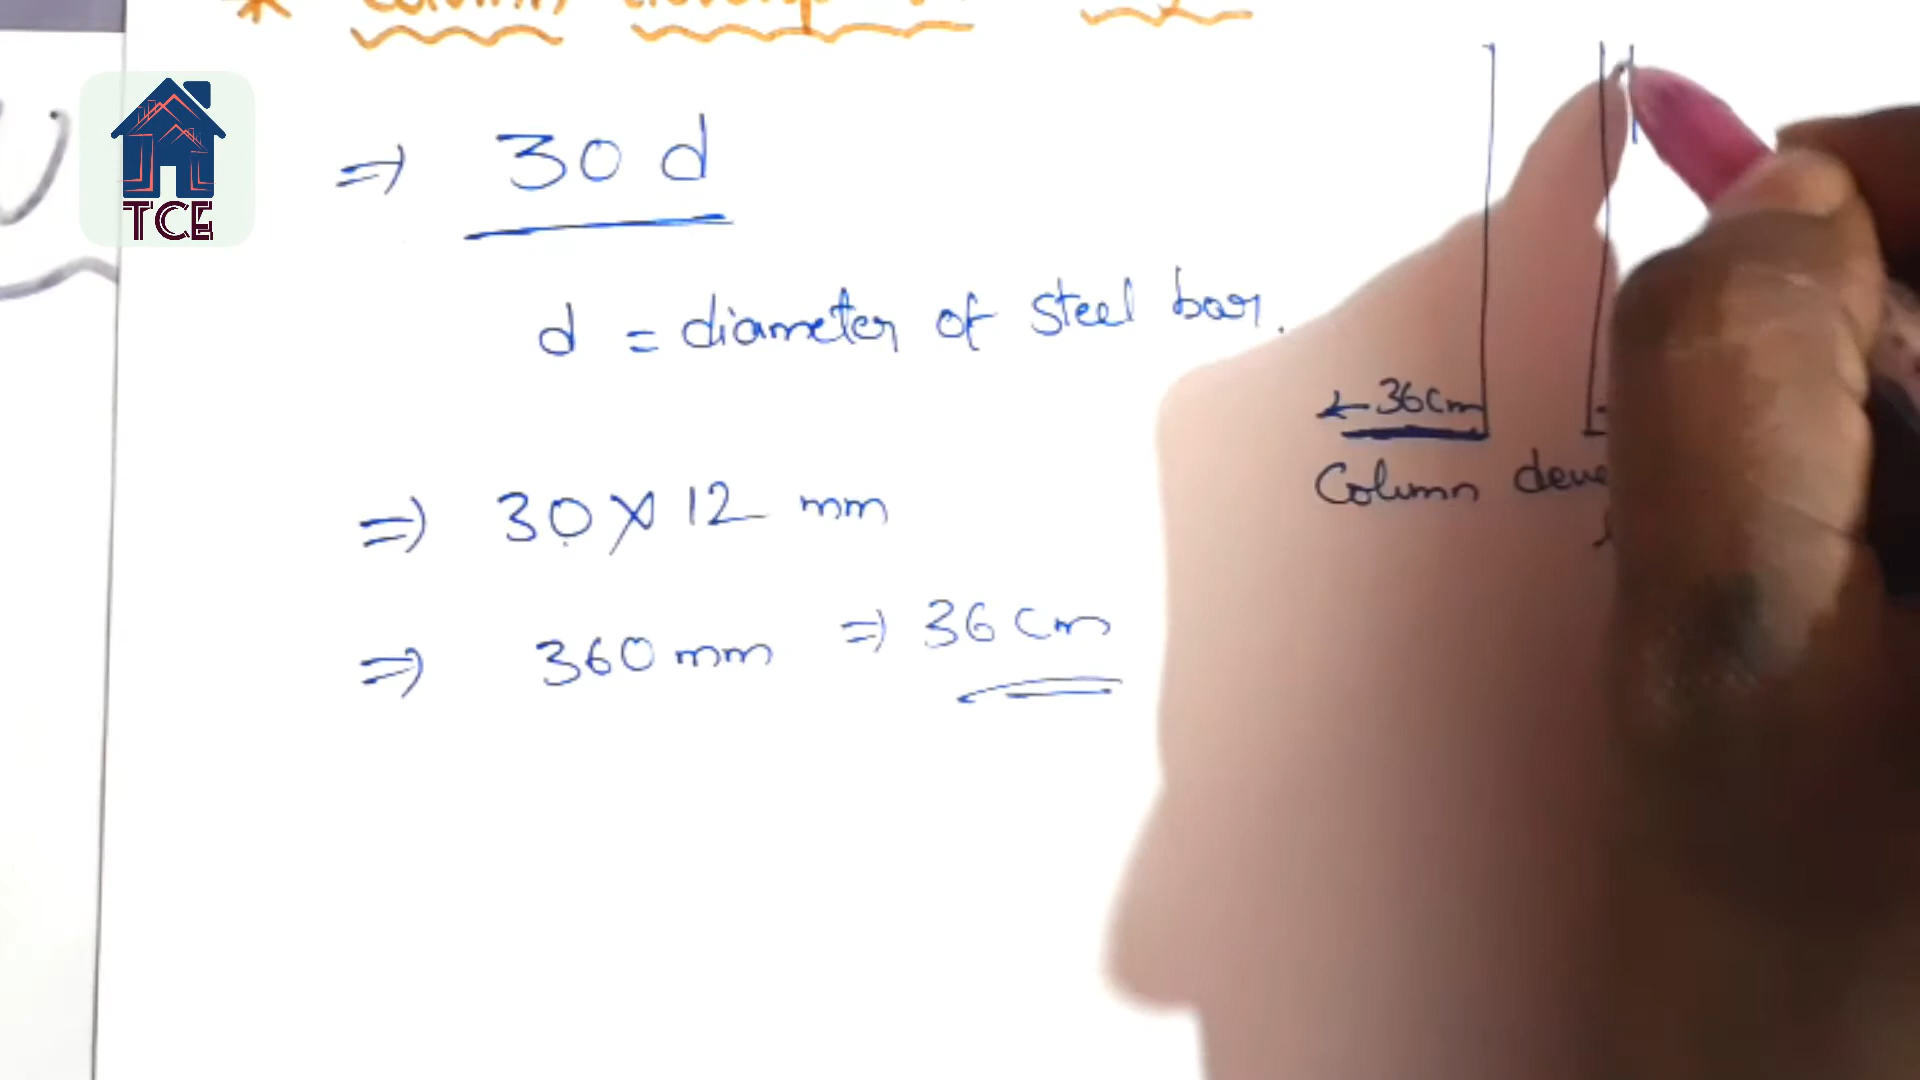 TCE
⇒ 30 d
d = diameter of steel bar.
⇒ 30 × 12 mm
⇒ 360 mm ⇒ 36 cm
← 36cm
Column